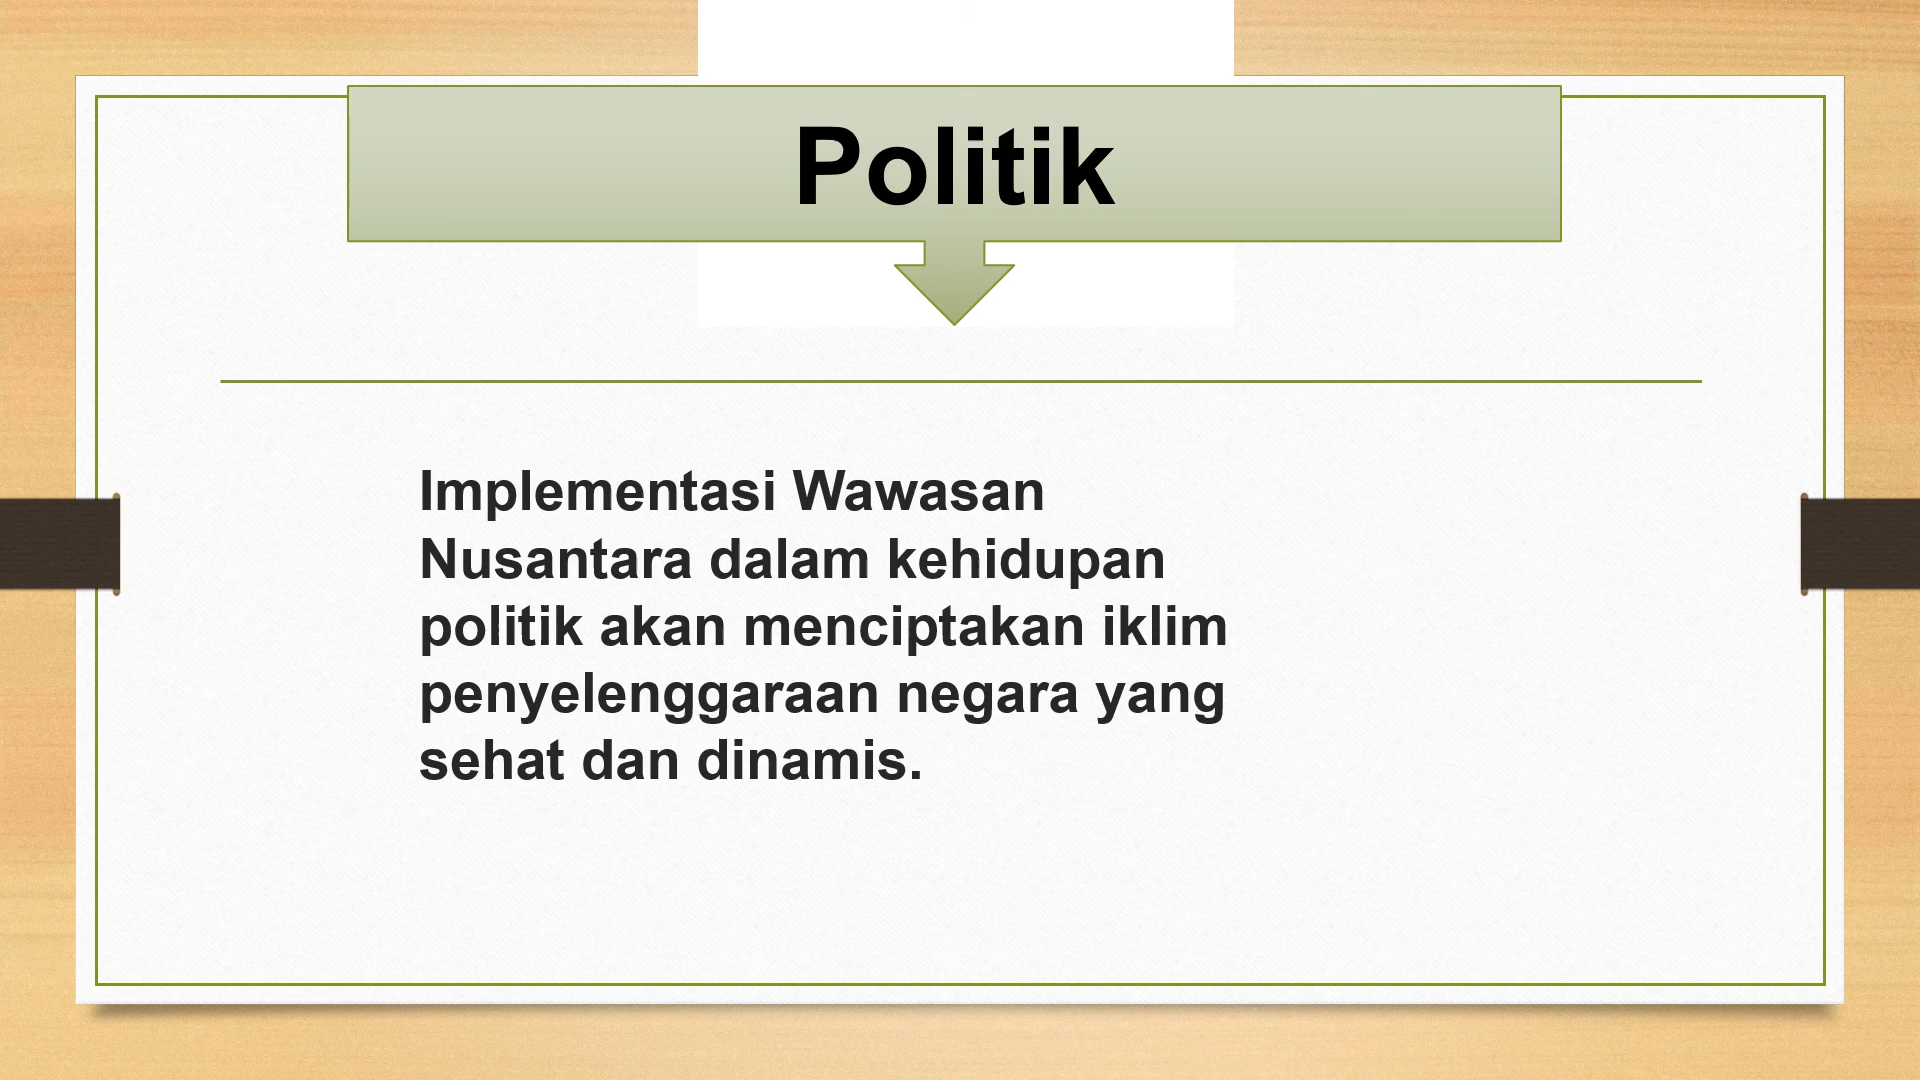 Politik
Implementasi Wawasan
Nusantara dalam kehidupan
politik akan menciptakan iklim
penyelenggaraan negara yang
sehat dan dinamis.